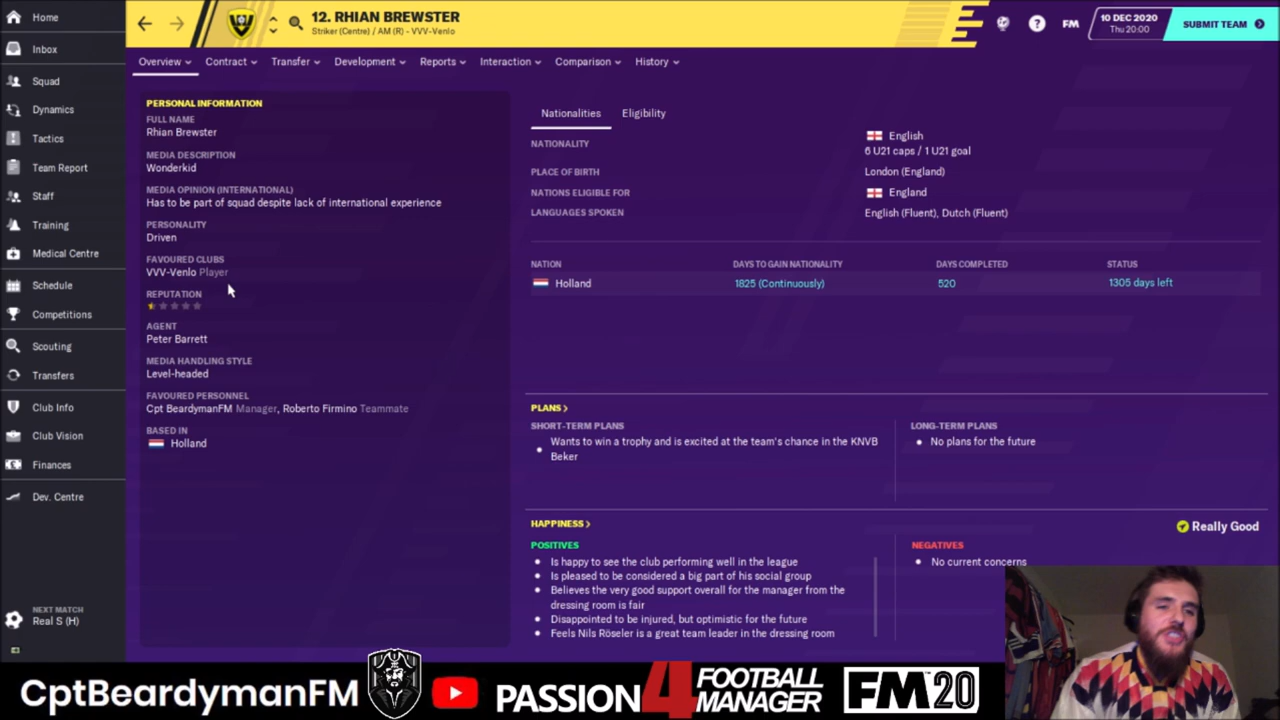 Home
Inbox
Squad
Dynamics
Tactics
Team Report
Staff
Training
Medical Centre
Schedule
Competitions
Scouting
Transfers
Club Info
Club Vision
Finances
Dev. Centre
NEXT MATCH
Real S (H)
12. RHIAN BREWSTER
Striker (Centre) / AM (R) - VVV-Venlo
?
FM
10 DEC 2020
Thu 20:00
SUBMIT TEAM
Overview
Contract
Transfer
Development
Reports
Interaction
Comparison
History
PERSONAL INFORMATION
FULL NAME
Rhian Brewster
MEDIA DESCRIPTION
Wonderkid
MEDIA OPINION (INTERNATIONAL)
Has to be part of squad despite lack of international experience
PERSONALITY
Driven
FAVOURED CLUBS
VVV-Venlo Player
REPUTATION
AGENT
Peter Barrett
MEDIA HANDLING STYLE
Level-headed
FAVOURED PERSONNEL
Cpt BeardymanFM Manager, Roberto Firmino Teammate
BASED IN
Holland
Nationalities
Eligibility
NATIONALITY
English
6 U21 caps / 1 U21 goal
PLACE OF BIRTH
London (England)
NATIONS ELIGIBLE FOR
England
LANGUAGES SPOKEN
English (Fluent), Dutch (Fluent)
NATION
DAYS TO GAIN NATIONALITY
DAYS COMPLETED
STATUS
Holland
1825 (Continuously)
520
1305 days left
PLANS >
SHORT-TERM PLANS
Wants to win a trophy and is excited at the team's chance in the KNVB
Beker
LONG-TERM PLANS
No plans for the future
HAPPINESS >
Really Good
POSITIVES
Is happy to see the club performing well in the league
Is pleased to be considered a big part of his social group
Believes the very good support overall for the manager from the
dressing room is fair
Disappointed to be injured, but optimistic for the future
Feels Nils Röseler is a great team leader in the dressing room
NEGATIVES
No current concerns
CptBeardymanFM
PASSION 4 FOOTBALL
MANAGER
FM20